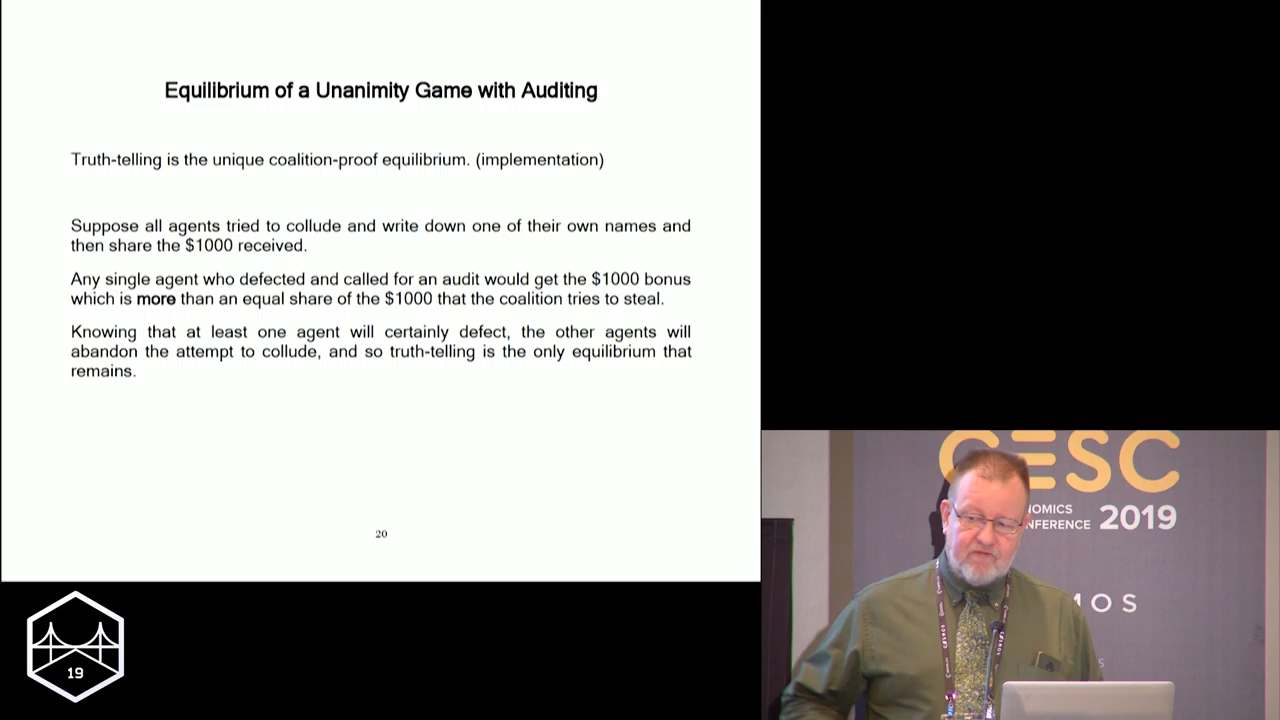 Equilibrium of a Unanimity Game with Auditing
Truth-telling is the unique coalition-proof equilibrium. (implementation)
Suppose all agents tried to collude and write down one of their own names and
then share the $1000 received.
Any single agent who defected and called for an audit would get the $1000 bonus
which is more than an equal share of the $1000 that the coalition tries to steal.
Knowing that at least one agent will certainly defect, the other agents will
abandon the attempt to collude, and so truth-telling is the only equilibrium that
remains.
20
CESC
NOMICS
NFERENCE 2019
MOS
19